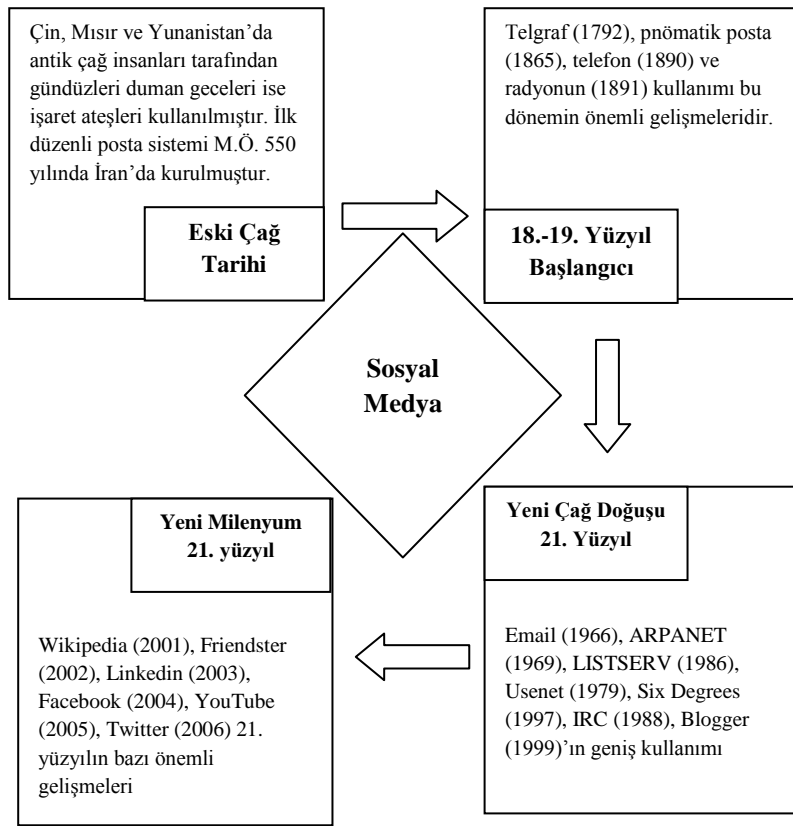 Çin, Mısır ve Yunanistan’da
antik çağ insanları tarafından
gündüzleri duman geceleri ise
işaret ateşleri kullanılmıştır. İlk
düzenli posta sistemi M.Ö. 550
yılında İran’da kurulmuştur.
Eski Çağ
Tarihi
Telgraf (1792), pnömatik posta
(1865), telefon (1890) ve
radyonun (1891) kullanımı bu
dönemin önemli gelişmeleridir.
18.-19. Yüzyıl
Başlangıcı
Sosyal
Medya
Yeni Çağ Doğuşu
21. Yüzyıl
Email (1966), ARPANET
(1969), LISTSERV (1986),
Usenet (1979), Six Degrees
(1997), IRC (1988), Blogger
(1999)’ın geniş kullanımı
Yeni Milenyum
21. yüzyıl
Wikipedia (2001), Friendster
(2002), Linkedin (2003),
Facebook (2004), YouTube
(2005), Twitter (2006) 21.
yüzyılın bazı önemli
gelişmeleri